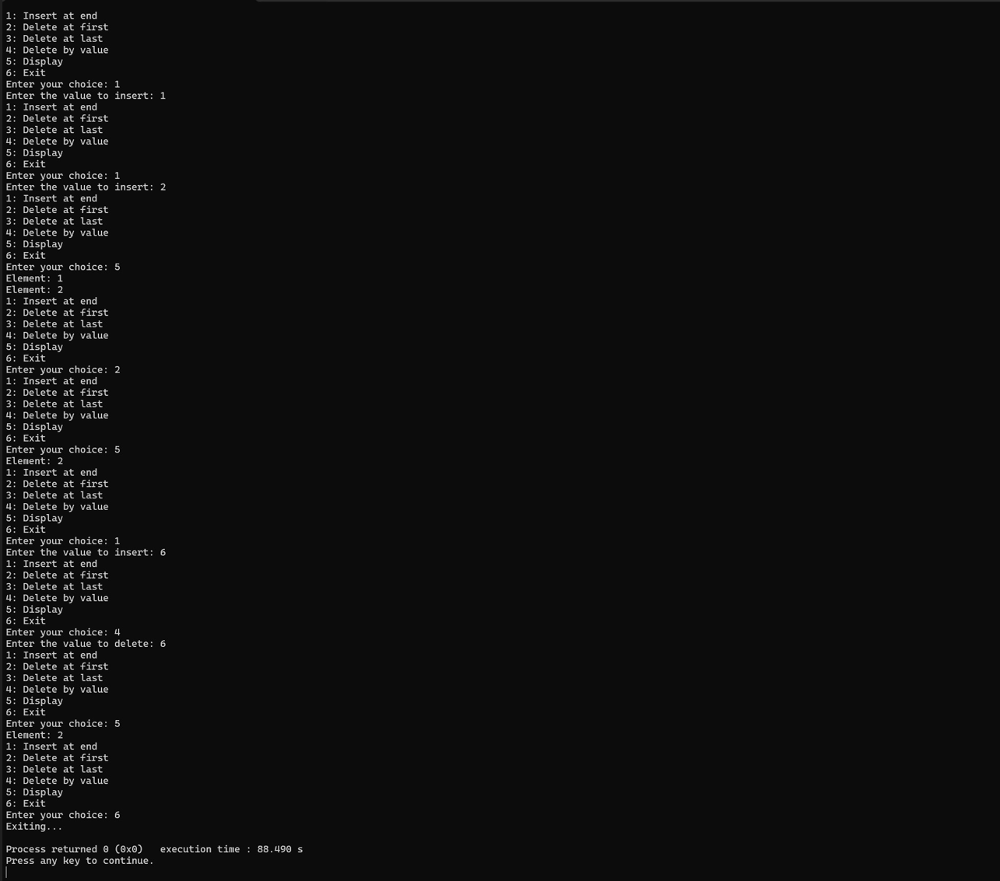 1: Insert at end
2: Delete at first
3: Delete at last
4: Delete by value
5: Display
6: Exit
Enter your choice: 1
Enter the value to insert: 1
1: Insert at end
2: Delete at first
3: Delete at last
4: Delete by value
5: Display
6: Exit
Enter your choice: 1
Enter the value to insert: 2
1: Insert at end
2: Delete at first
3: Delete at last
4: Delete by value
5: Display
6: Exit
Enter your choice: 5
Element: 1
Element: 2
1: Insert at end
2: Delete at first
3: Delete at last
4: Delete by value
5: Display
6: Exit
Enter your choice: 2
1: Insert at end
2: Delete at first
3: Delete at last
4: Delete by value
5: Display
6: Exit
Enter your choice: 5
Element: 2
1: Insert at end
2: Delete at first
3: Delete at last
4: Delete by value
5: Display
6: Exit
Enter your choice: 1
Enter the value to insert: 6
1: Insert at end
2: Delete at first
3: Delete at last
4: Delete by value
5: Display
6: Exit
Enter your choice: 4
Enter the value to delete: 6
1: Insert at end
2: Delete at first
3: Delete at last
4: Delete by value
5: Display
6: Exit
Enter your choice: 5
Element: 2
1: Insert at end
2: Delete at first
3: Delete at last
4: Delete by value
5: Display
6: Exit
Enter your choice: 6
Exiting...
Process returned 0 (0x0)   execution time : 88.490 s
Press any key to continue.